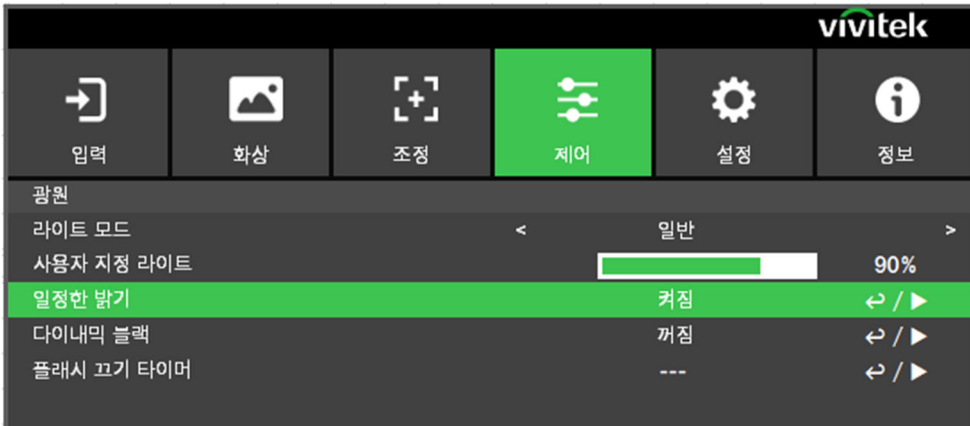 vivitek
입력 화상 조정 제어 설정 정보
광원
라이트 모드 < 일반 >
사용자 지정 라이트 90%
일정한 밝기 켜짐 ↩ / ▶
다이내믹 블랙 꺼짐 ↩ / ▶
플래시 끄기 타이머 --- ↩ / ▶